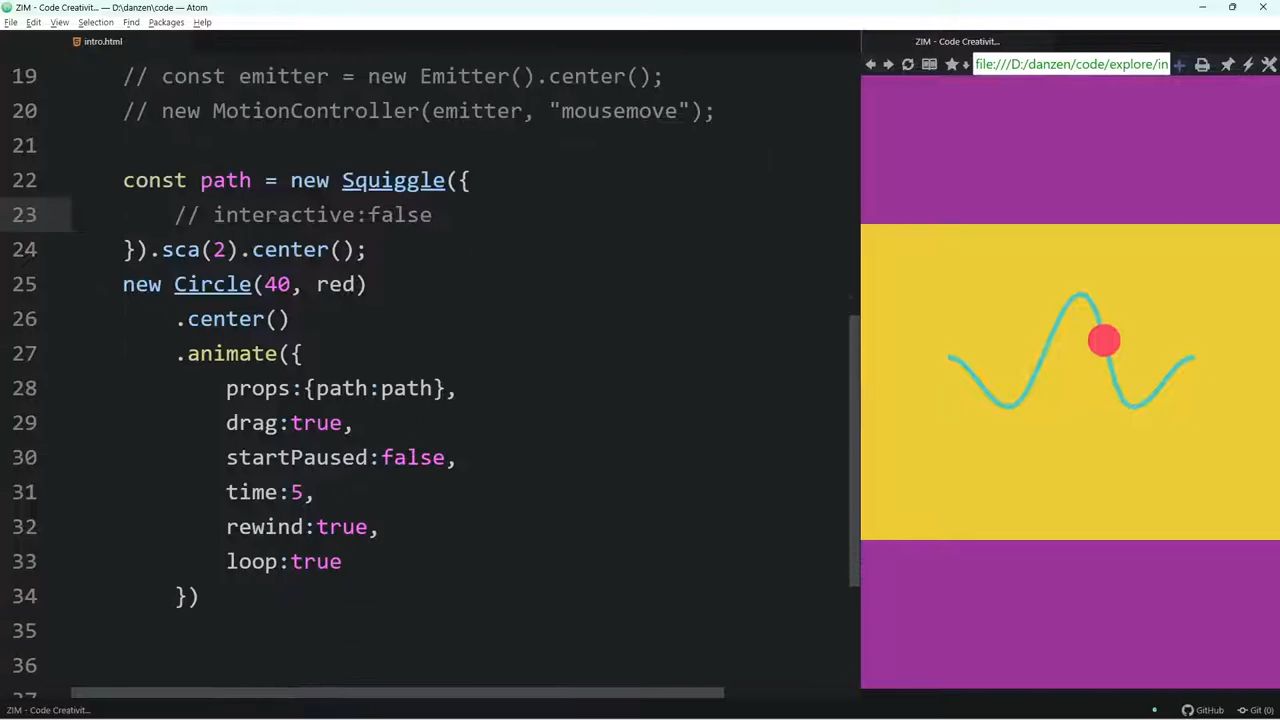 ZIM - Code Creativit... — D:\danzen\code — Atom
File Edit View Selection Find Packages Help
intro.html
ZIM - Code Creativit...
file:///D:/danzen/code/explore/in
19 // const emitter = new Emitter().center();
20 // new MotionController(emitter, "mousemove");
21
22 const path = new Squiggle({
23 // interactive:false
24 }).sca(2).center();
25 new Circle(40, red)
26 .center()
27 .animate({
28 props:{path:path},
29 drag:true,
30 startPaused:false,
31 time:5,
32 rewind:true,
33 loop:true
34 })
35
36
37
ZIM - Code Creativit...
GitHub Git (0)